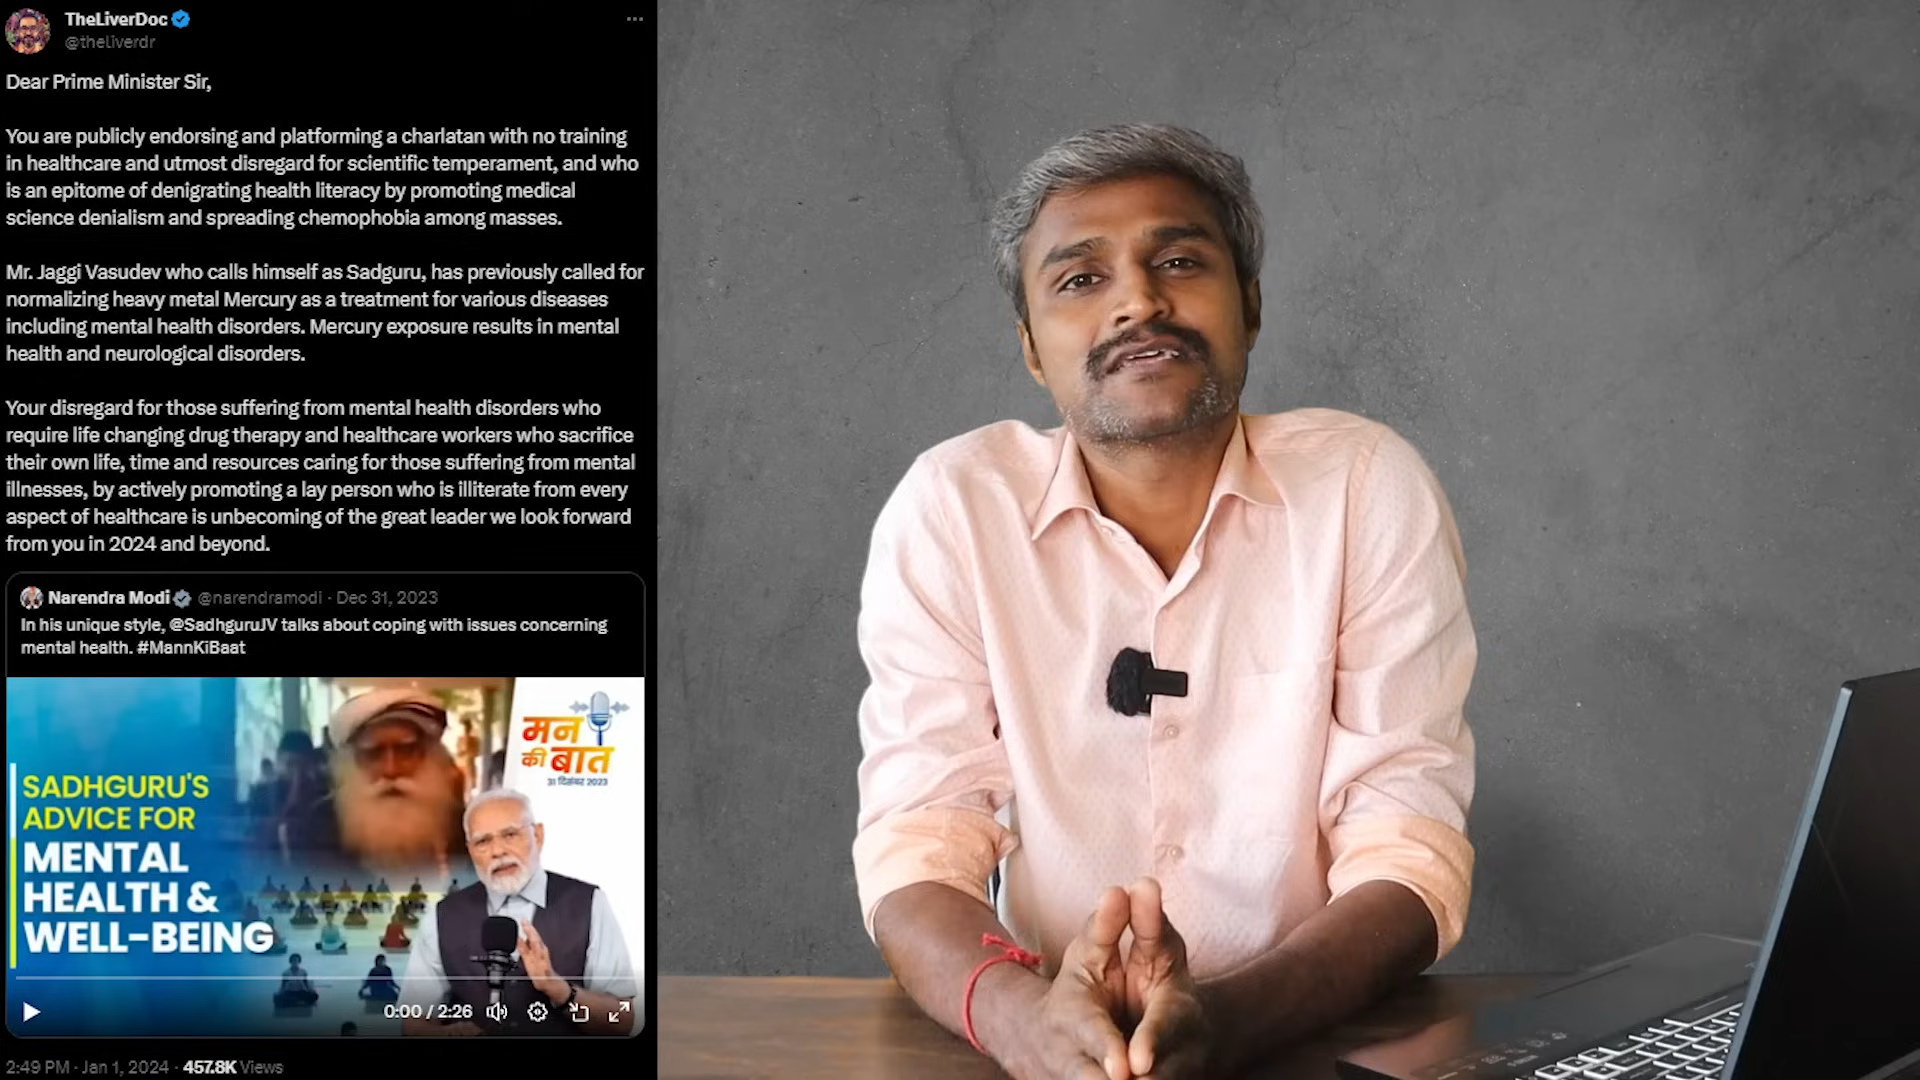 TheLiverDoc
@theliverdr
Dear Prime Minister Sir,
You are publicly endorsing and platforming a charlatan with no training
in healthcare and utmost disregard for scientific temperament, and who
is an epitome of denigrating health literacy by promoting medical
science denialism and spreading chemophobia among masses.
Mr. Jaggi Vasudev who calls himself as Sadguru, has previously called for
normalizing heavy metal Mercury as a treatment for various diseases
including mental health disorders. Mercury exposure results in mental
health and neurological disorders.
Your disregard for those suffering from mental health disorders who
require life changing drug therapy and healthcare workers who sacrifice
their own life, time and resources caring for those suffering from mental
illnesses, by actively promoting a lay person who is illiterate from every
aspect of healthcare is unbecoming of the great leader we look forward
from you in 2024 and beyond.
Narendra Modi @narendramodi · Dec 31, 2023
In his unique style, @SadhguruJV talks about coping with issues concerning
mental health. #MannKiBaat
मन
की बात
31 दिसंबर 2023
SADHGURU'S
ADVICE FOR
MENTAL
HEALTH &
WELL-BEING
0:00 / 2:26
2:49 PM · Jan 1, 2024 · 457.8K Views